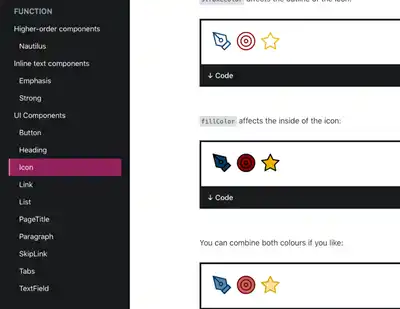 FUNCTION
Higher-order components
Nautilus
Inline text components
Emphasis
Strong
UI Components
Button
Heading
Icon
Link
List
PageTitle
Paragraph
SkipLink
Tabs
TextField
affects the outline of the icon:
↓ Code
fillColor affects the inside of the icon:
↓ Code
You can combine both colours if you like: